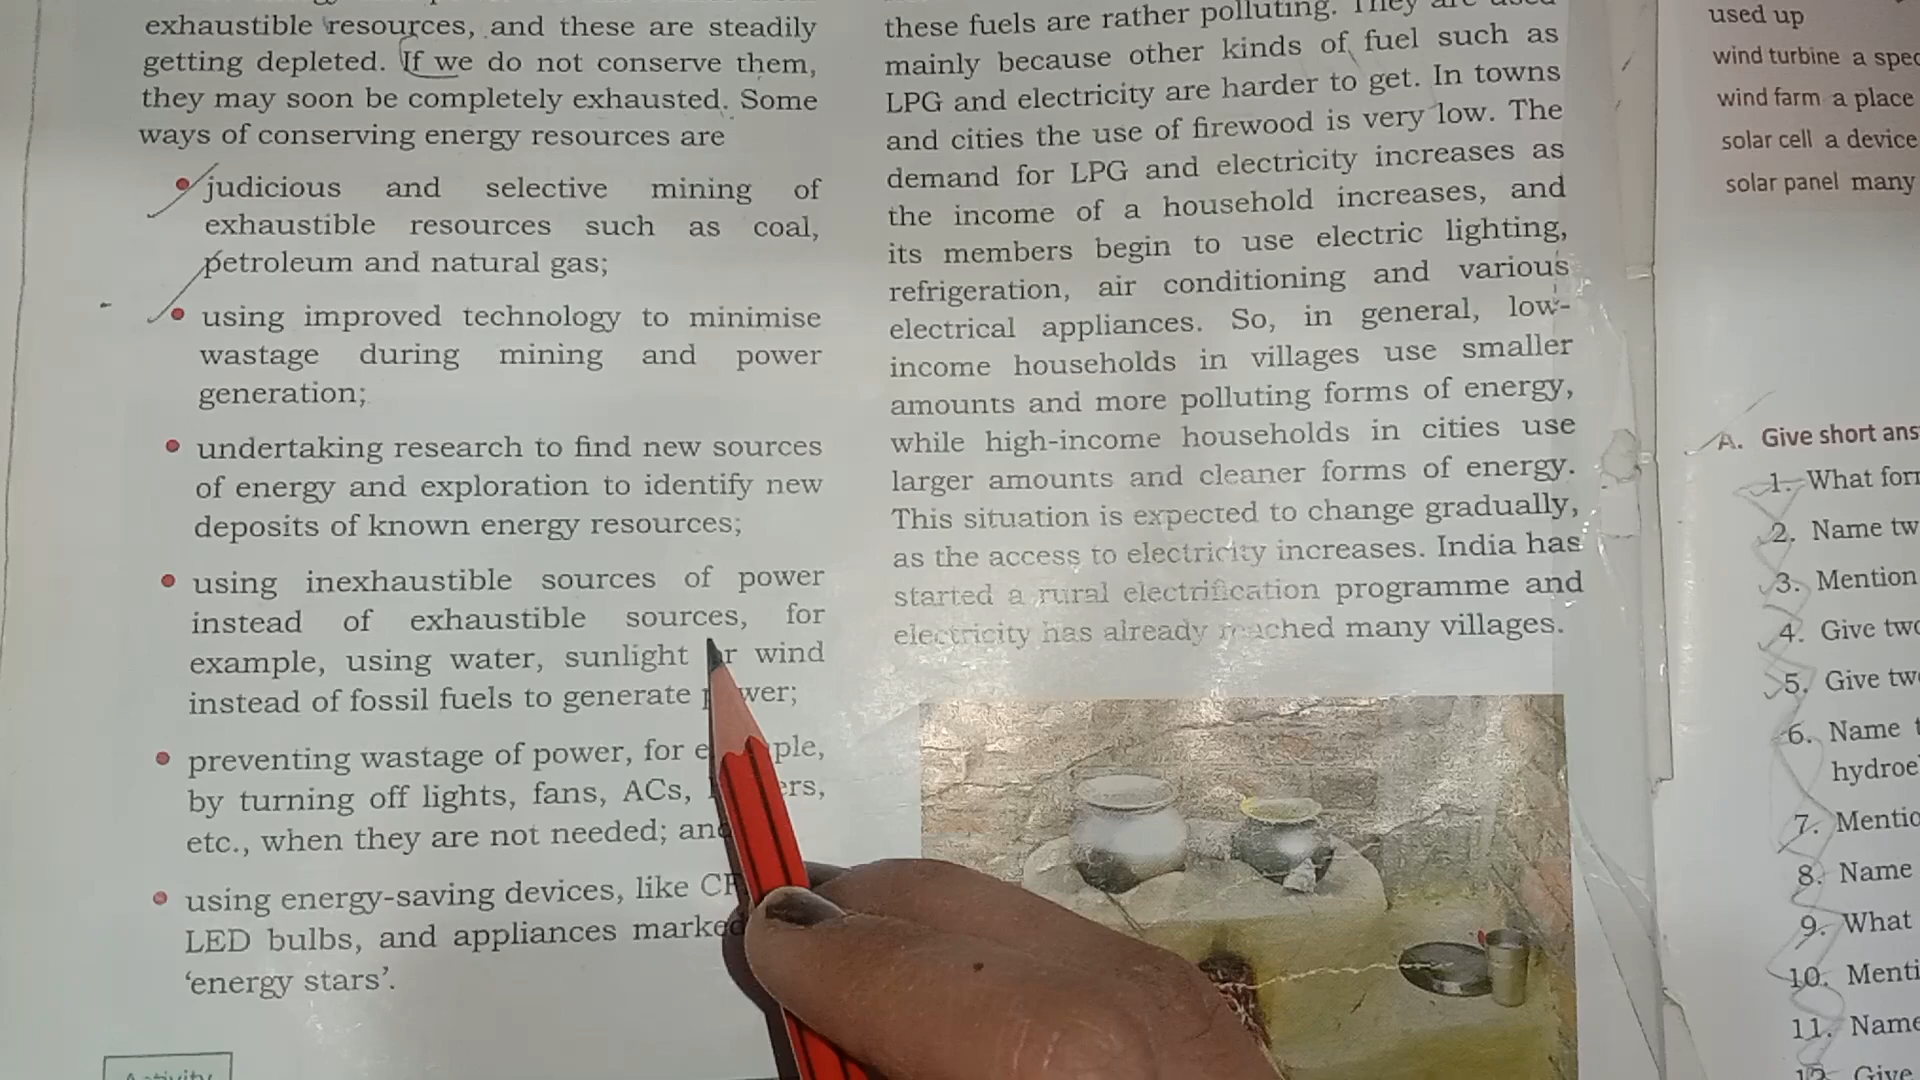 exhaustible resources, and these are steadily
getting depleted. If we do not conserve them,
they may soon be completely exhausted. Some
ways of conserving energy resources are
judicious and selective mining of
exhaustible resources such as coal,
petroleum and natural gas;
using improved technology to minimise
wastage during mining and power
generation;
undertaking research to find new sources
of energy and exploration to identify new
deposits of known energy resources;
using inexhaustible sources of power
instead of exhaustible sources, for
example, using water, sunlight or wind
instead of fossil fuels to generate power;
preventing wastage of power, for example,
by turning off lights, fans, ACs,
etc., when they are not needed; and
using energy-saving devices, like
LED bulbs, and appliances marked
‘energy stars’.
Activity
these fuels are rather polluting. They are used
mainly because other kinds of fuel such as
LPG and electricity are harder to get. In towns
and cities the use of firewood is very low. The
demand for LPG and electricity increases as
the income of a household increases, and
its members begin to use electric lighting,
refrigeration, air conditioning and various
electrical appliances. So, in general, low-
income households in villages use smaller
amounts and more polluting forms of energy,
while high-income households in cities use
larger amounts and cleaner forms of energy.
This situation is expected to change gradually,
as the access to electricity increases. India has
started a rural electrification programme and
electricity has already reached many villages.
used up
wind turbine a spec
wind farm a place
solar cell a device
solar panel many
A. Give short ans
1. What for
2. Name tw
3. Mention
4. Give two
5. Give tw
6. Name
hydroe
7. Mentio
8. Name
9. What
10. Menti
11. Name
12. Give